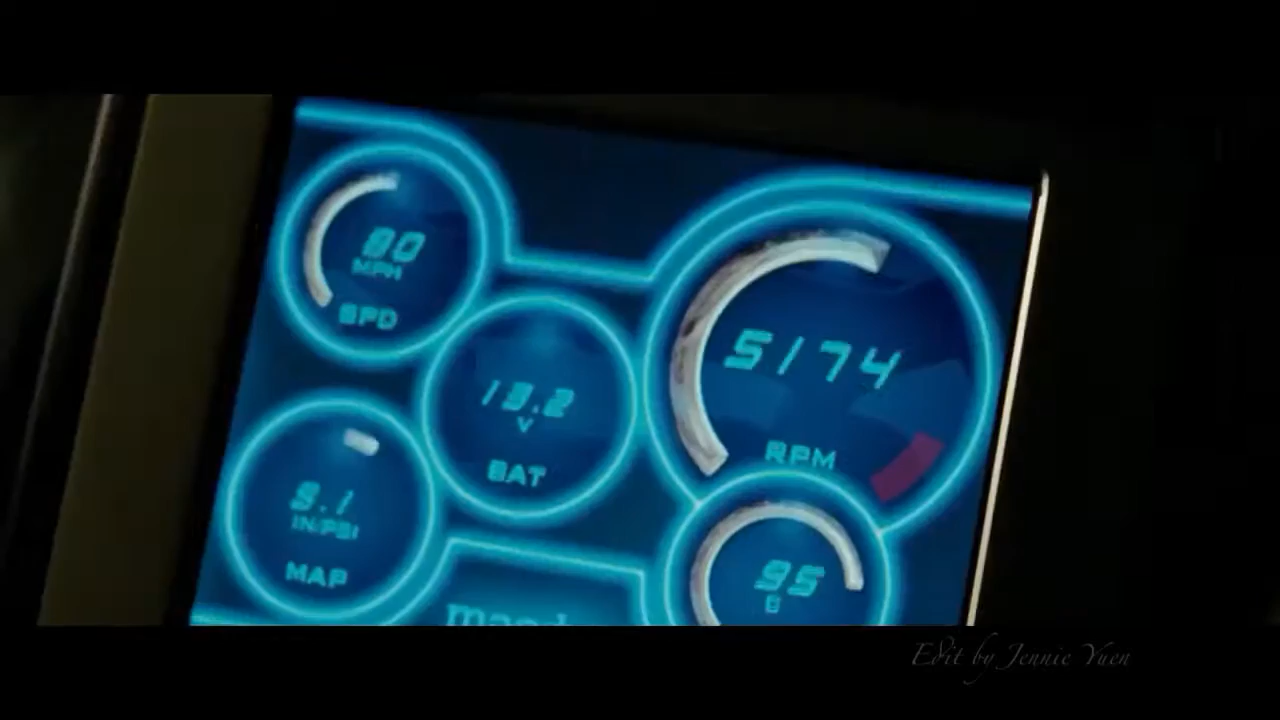 80
MPH
SPD
5174
RPM
13.2
V
BAT
9.1
IN/PSI
MAP
95
Edit by Jennie Yuen